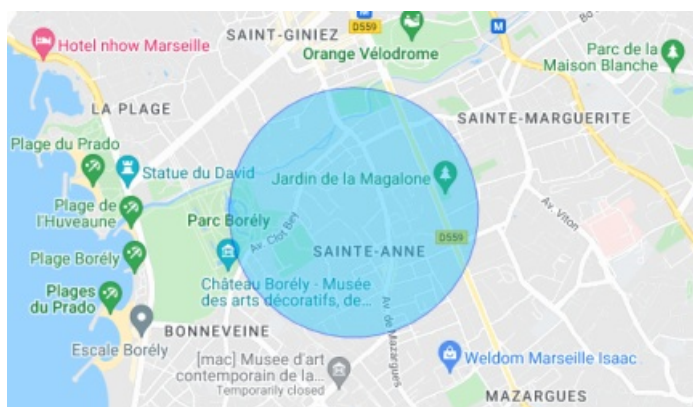 SAINT-GINIEZ
D559
M
Hotel nhow Marseille
Orange Vélodrome
Parc de la
Maison Blanche
LA PLAGE
SAINTE-MARGUERITE
Plage du Prado
Statue du David
Jardin de la Magalone
Plage de
l'Huveaune
Parc Borély
Av. Clot Bey
Av. Viton
D559
Plage Borély
SAINTE-ANNE
Château Borély - Musée
des arts décoratifs, de...
Plages
du Prado
Av. de Mazargues
BONNEVEINE
Escale Borély
[mac] Musee d'art
contemporain de la...
Temporarily closed
Weldom Marseille Isaac
MAZARGUES